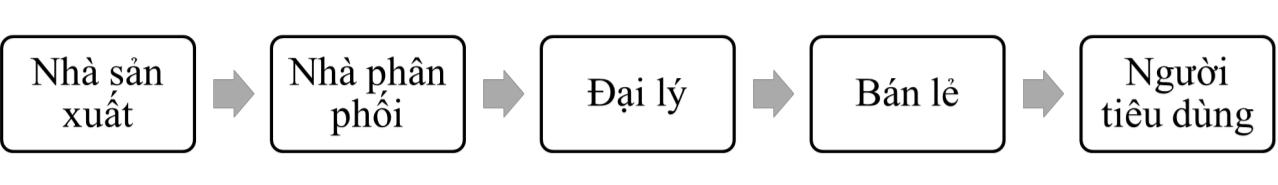 Nhà sản
xuất
Nhà phân
phối
Đại lý
Bán lẻ
Người
tiêu dùng